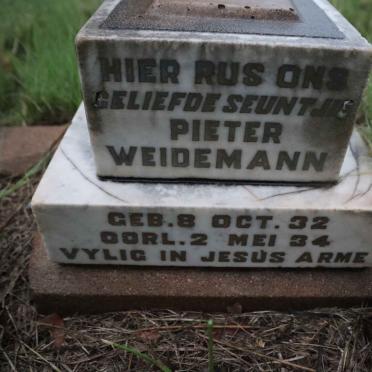 HIER RUS ONS
GELIEFDE SEUNTJIE
PIETER
WEIDEMANN
GEB. 8 OCT. 32
OORL. 2 MEI 34
VYLIG IN JESUS ARME